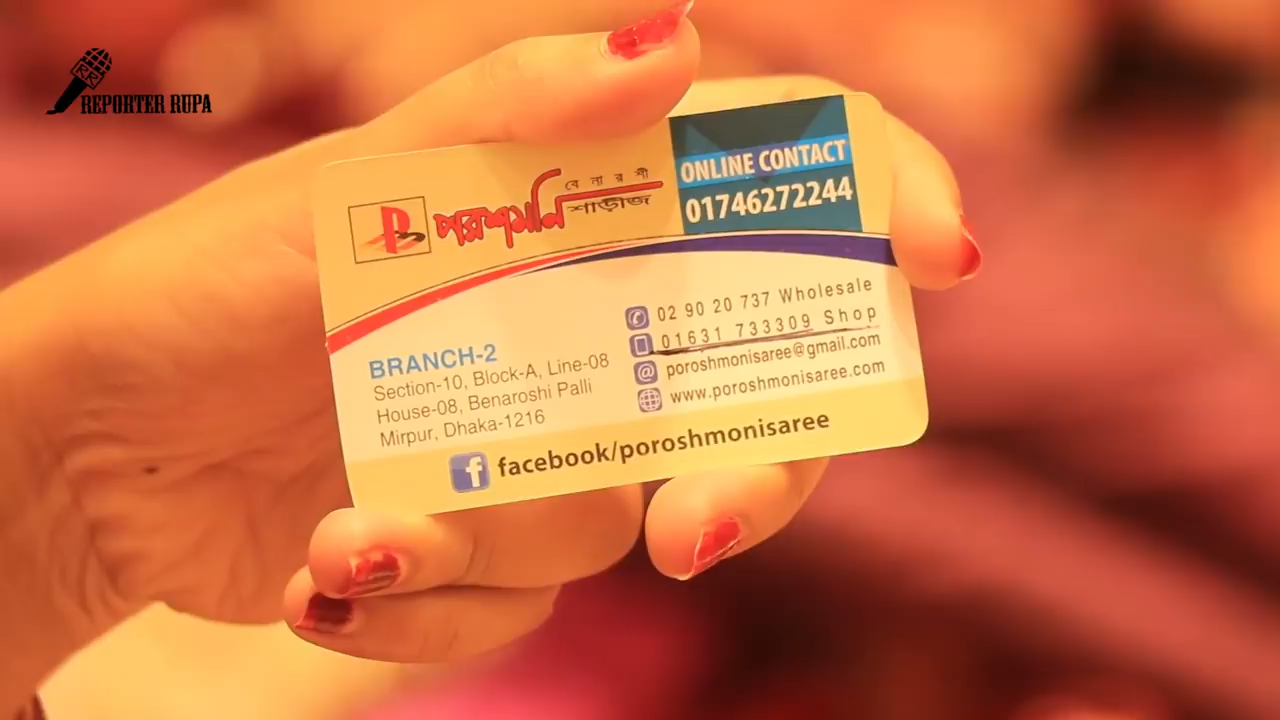 REPORTER RUPA
পরশমনি বেনারশী
শাড়ীজ
ONLINE CONTACT
01746272244
02 90 20 737 Wholesale
01631 733309 Shop
poroshmonisaree@gmail.com
www.poroshmonisaree.com
BRANCH-2
Section-10, Block-A, Line-08
House-08, Benaroshi Palli
Mirpur, Dhaka-1216
facebook/poroshmonisaree